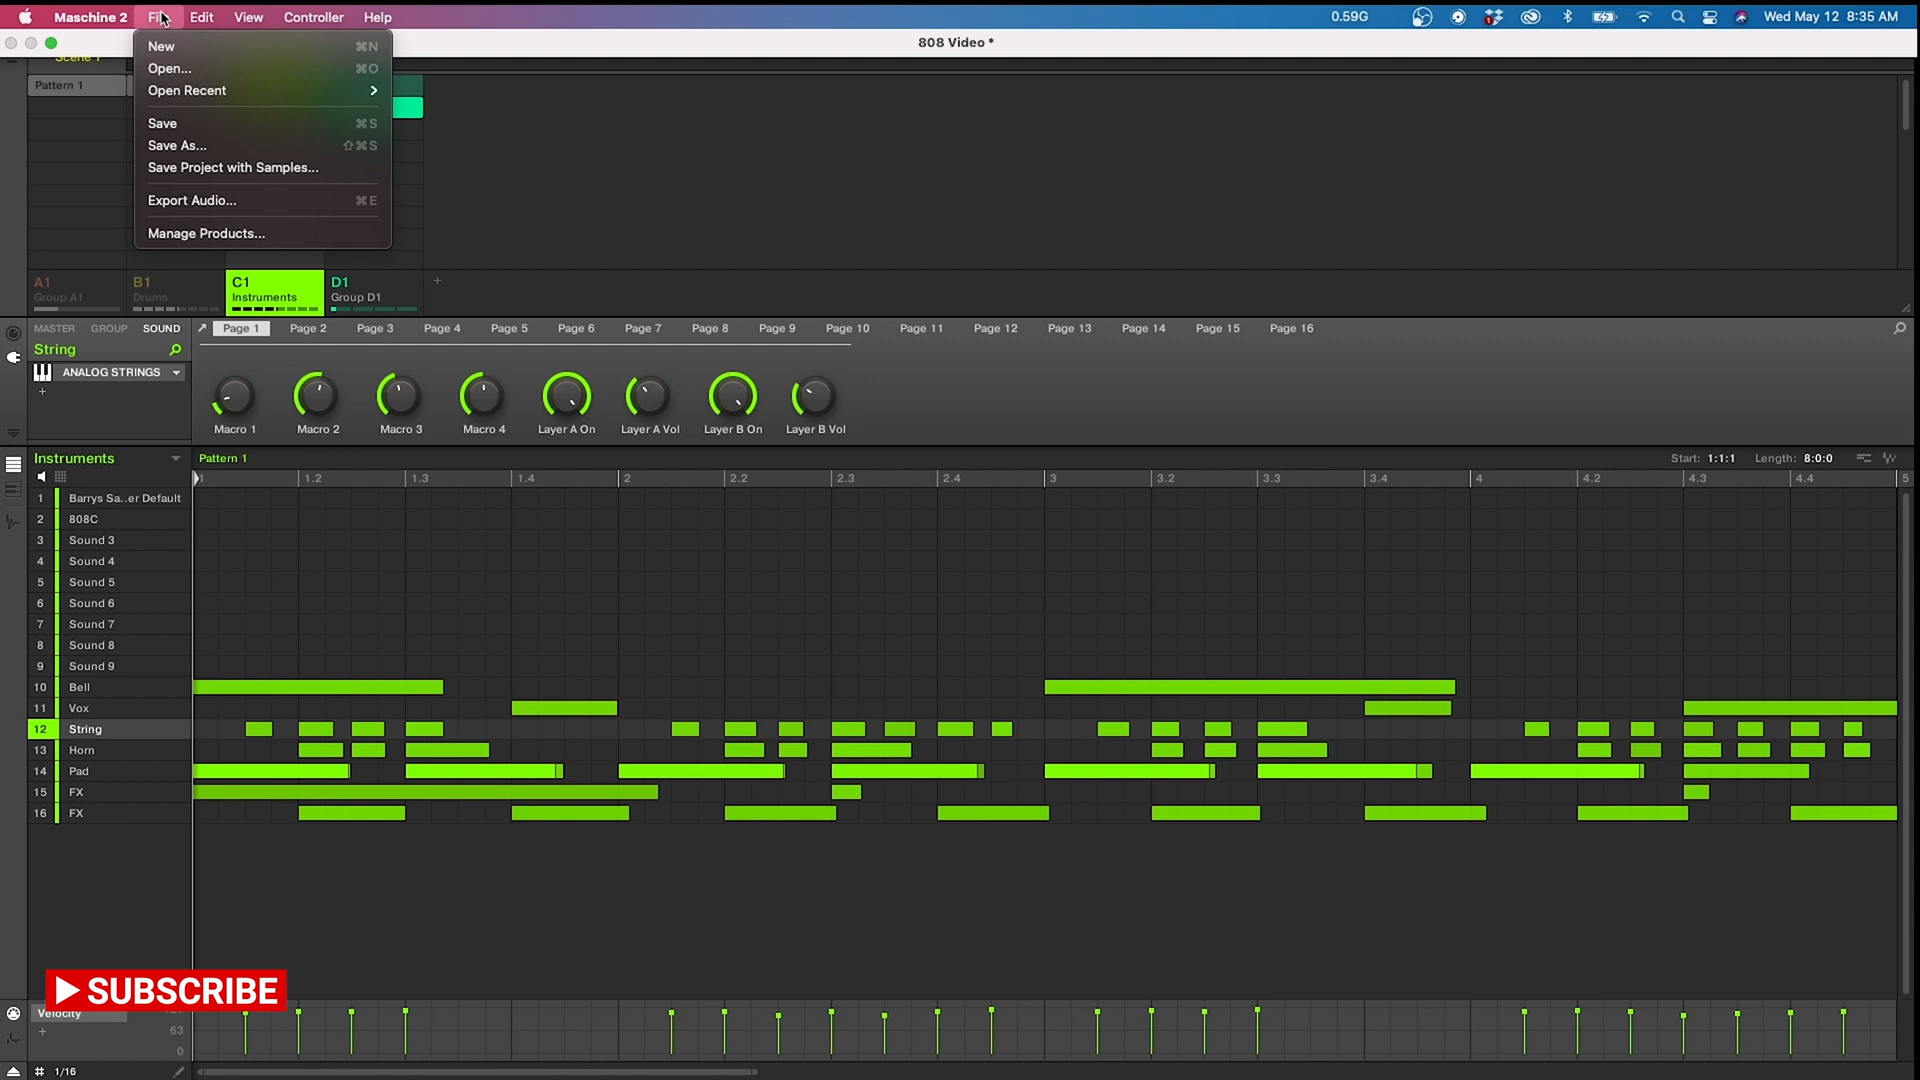 Maschine 2 File Edit View Controller Help 0.59G Wed May 12 8:35 AM
808 Video *
Scene 1
New ⌘N
Open... ⌘O
Open Recent >
Save ⌘S
Save As... ⇧⌘S
Save Project with Samples...
Export Audio... ⌘E
Manage Products...
Pattern 1
A1 B1 C1 D1 +
Group A1 Drums Instruments Group D1
MASTER GROUP SOUND Page 1 Page 2 Page 3 Page 4 Page 5 Page 6 Page 7 Page 8 Page 9 Page 10 Page 11 Page 12 Page 13 Page 14 Page 15 Page 16
String
ANALOG STRINGS
+
Macro 1 Macro 2 Macro 3 Macro 4 Layer A On Layer A Vol Layer B On Layer B Vol
Instruments Pattern 1 Start: 1:1:1 Length: 8:0:0
1 1.2 1.3 1.4 2 2.2 2.3 2.4 3 3.2 3.3 3.4 4 4.2 4.3 4.4 5
1 Barrys Sa..er Default
2 808C
3 Sound 3
4 Sound 4
5 Sound 5
6 Sound 6
7 Sound 7
8 Sound 8
9 Sound 9
10 Bell
11 Vox
12 String
13 Horn
14 Pad
15 FX
16 FX
SUBSCRIBE
Velocity
+ 63
0
# 1/16